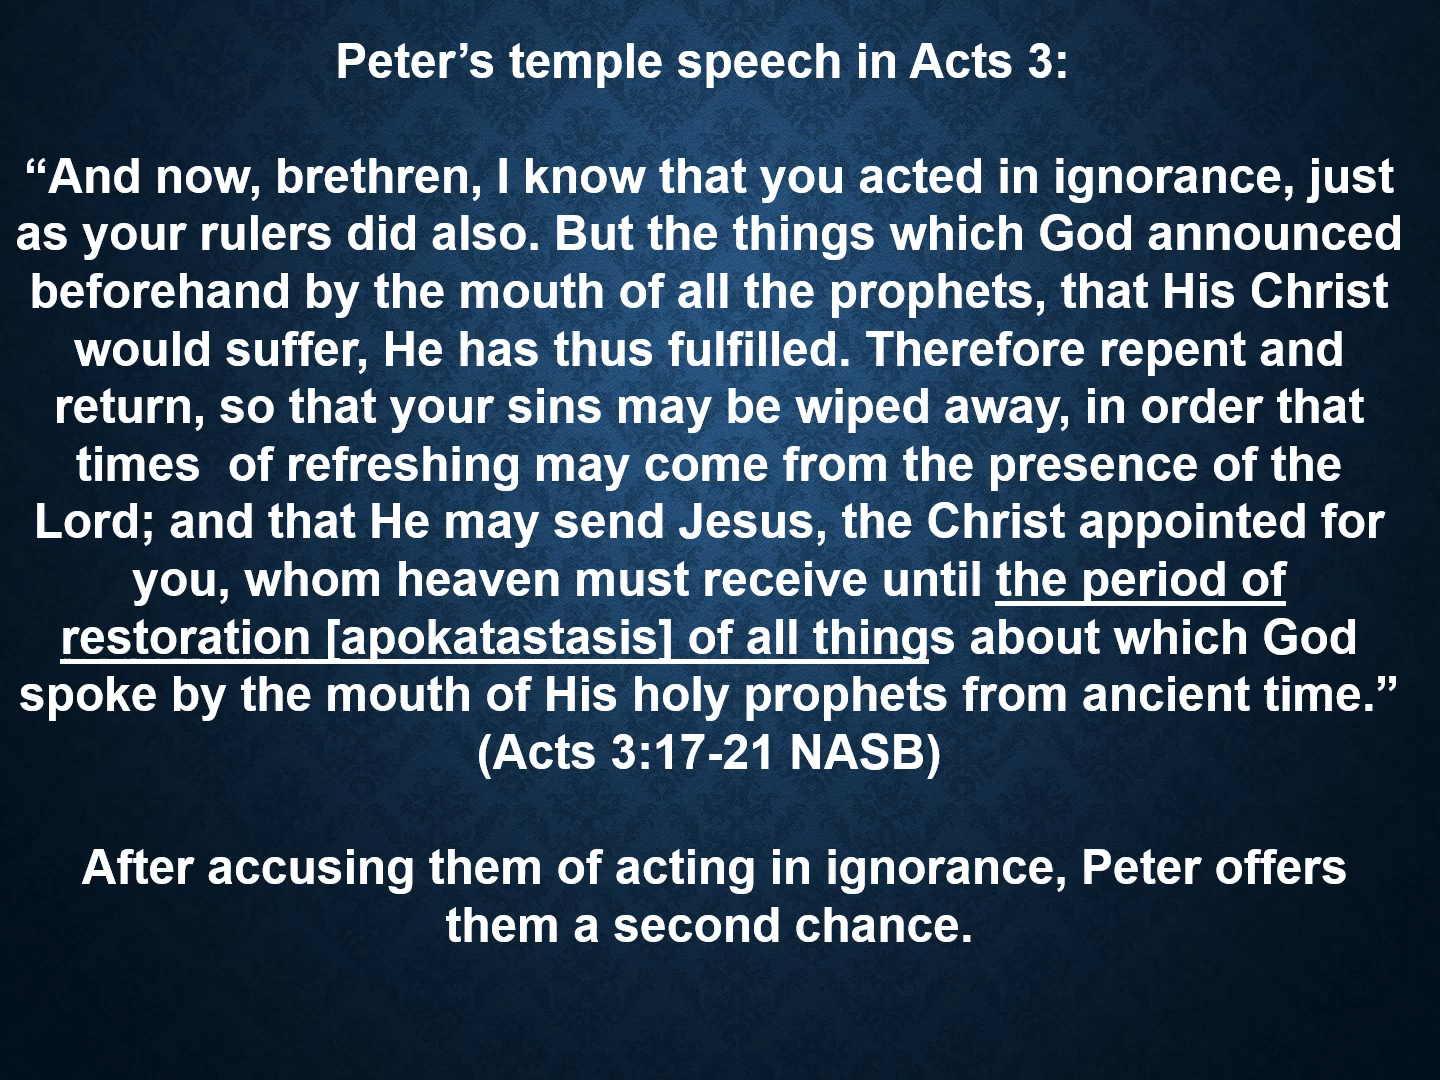 Peter’s temple speech in Acts 3:
“And now, brethren, I know that you acted in ignorance, just
as your rulers did also. But the things which God announced
beforehand by the mouth of all the prophets, that His Christ
would suffer, He has thus fulfilled. Therefore repent and
return, so that your sins may be wiped away, in order that
times  of refreshing may come from the presence of the
Lord; and that He may send Jesus, the Christ appointed for
you, whom heaven must receive until the period of
restoration [apokatastasis] of all things about which God
spoke by the mouth of His holy prophets from ancient time.”
(Acts 3:17-21 NASB)
After accusing them of acting in ignorance, Peter offers
them a second chance.